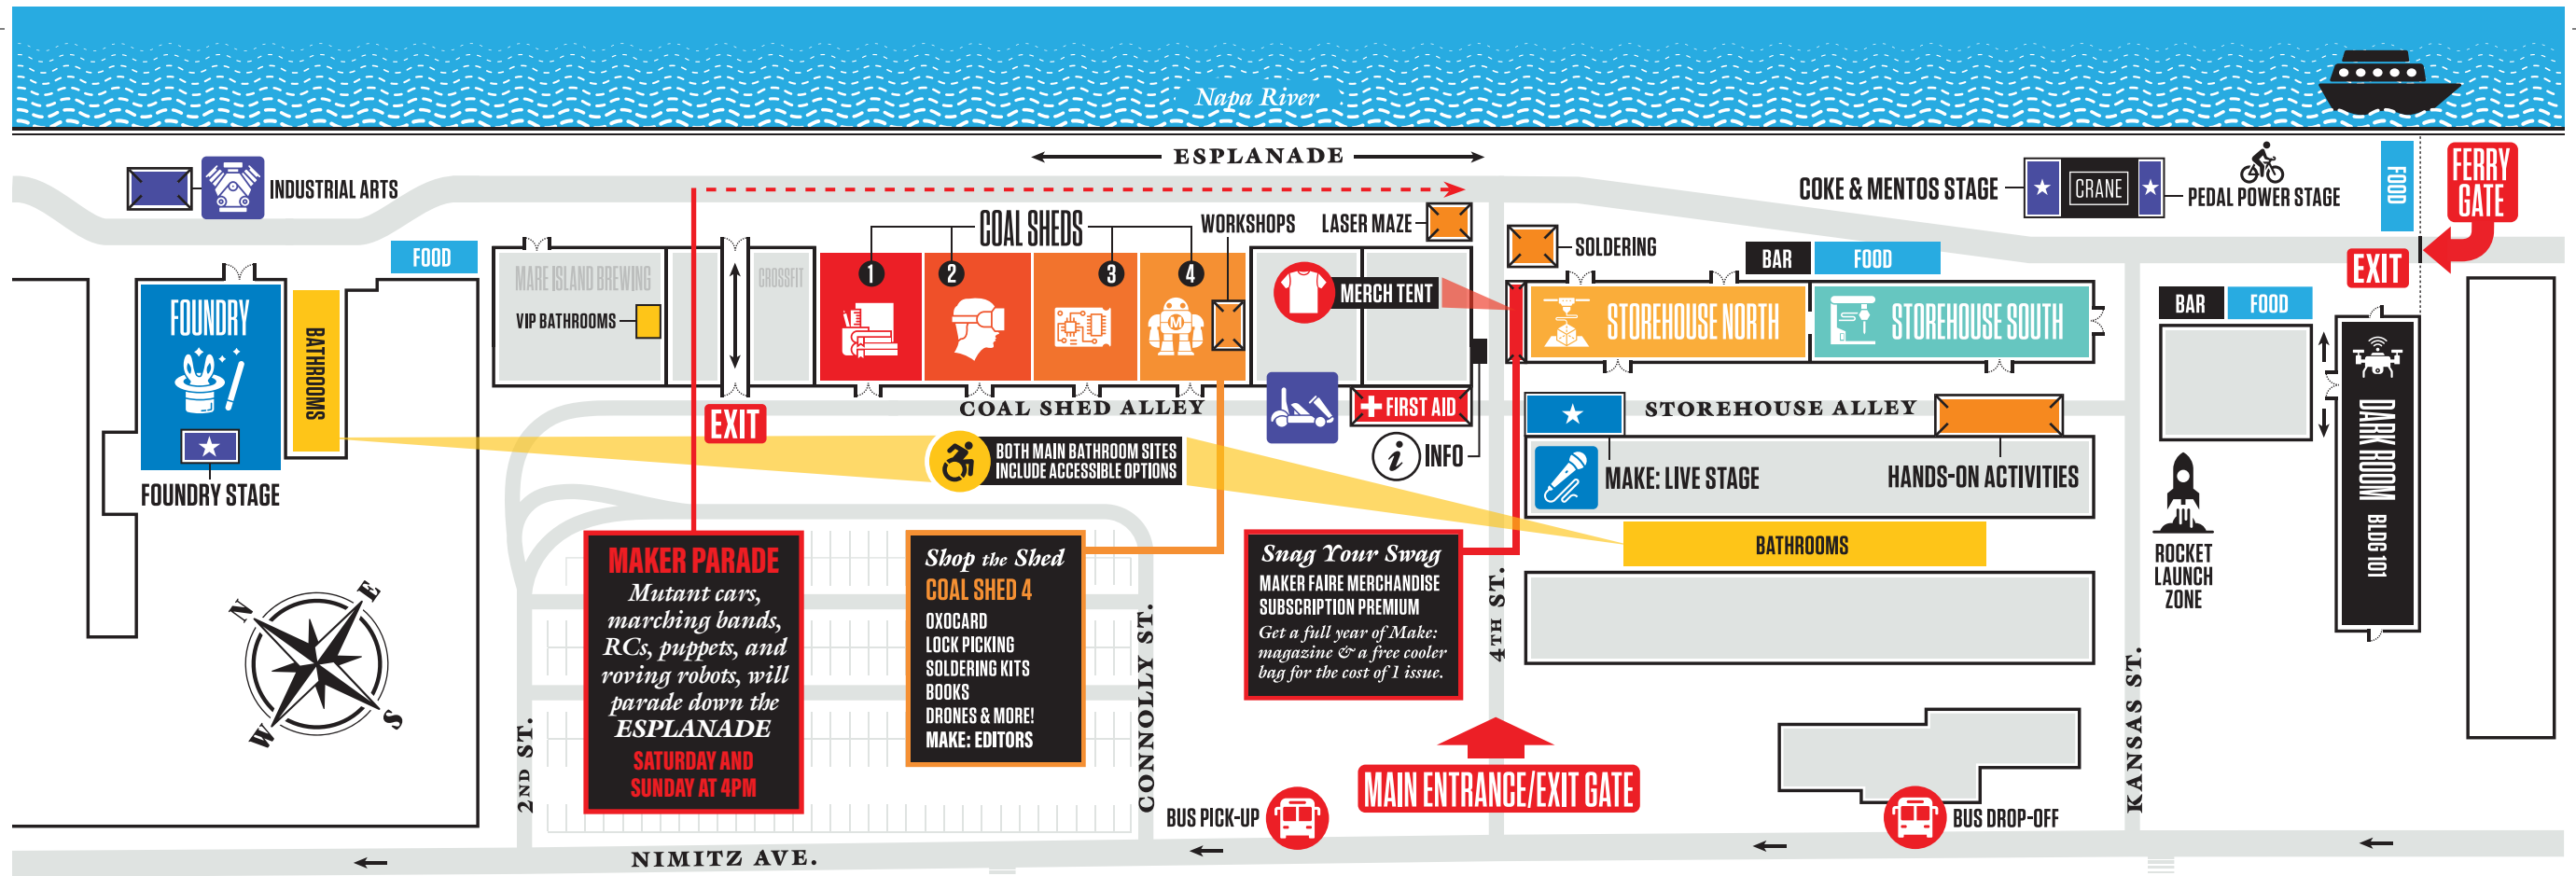 Napa River
ESPLANADE
INDUSTRIAL ARTS
COKE & MENTOS STAGE
CRANE
PEDAL POWER STAGE
FOOD
FERRY
GATE
EXIT
FOOD
COAL SHEDS
WORKSHOPS
LASER MAZE
SOLDERING
BAR
FOOD
MARE ISLAND BREWING
VIP BATHROOMS
CROSSFIT
1
2
3
4
M
MERCH TENT
STOREHOUSE NORTH
STOREHOUSE SOUTH
BAR
FOOD
FOUNDRY
BATHROOMS
FOUNDRY STAGE
EXIT
COAL SHED ALLEY
FIRST AID
i INFO
STOREHOUSE ALLEY
MAKE: LIVE STAGE
HANDS-ON ACTIVITIES
DARK ROOM BLDG 101
BOTH MAIN BATHROOM SITES
INCLUDE ACCESSIBLE OPTIONS
BATHROOMS
ROCKET
LAUNCH
ZONE
N
E
S
W
MAKER PARADE
Mutant cars,
marching bands,
RCs, puppets, and
roving robots, will
parade down the
ESPLANADE
SATURDAY AND
SUNDAY AT 4PM
Shop the Shed
COAL SHED 4
OXOCARD
LOCK PICKING
SOLDERING KITS
BOOKS
DRONES & MORE!
MAKE: EDITORS
Snag Your Swag
MAKER FAIRE MERCHANDISE
SUBSCRIPTION PREMIUM
Get a full year of Make:
magazine & a free cooler
bag for the cost of 1 issue.
2ND ST.
CONNOLLY ST.
4TH ST.
KANSAS ST.
MAIN ENTRANCE/EXIT GATE
BUS PICK-UP
BUS DROP-OFF
NIMITZ AVE.